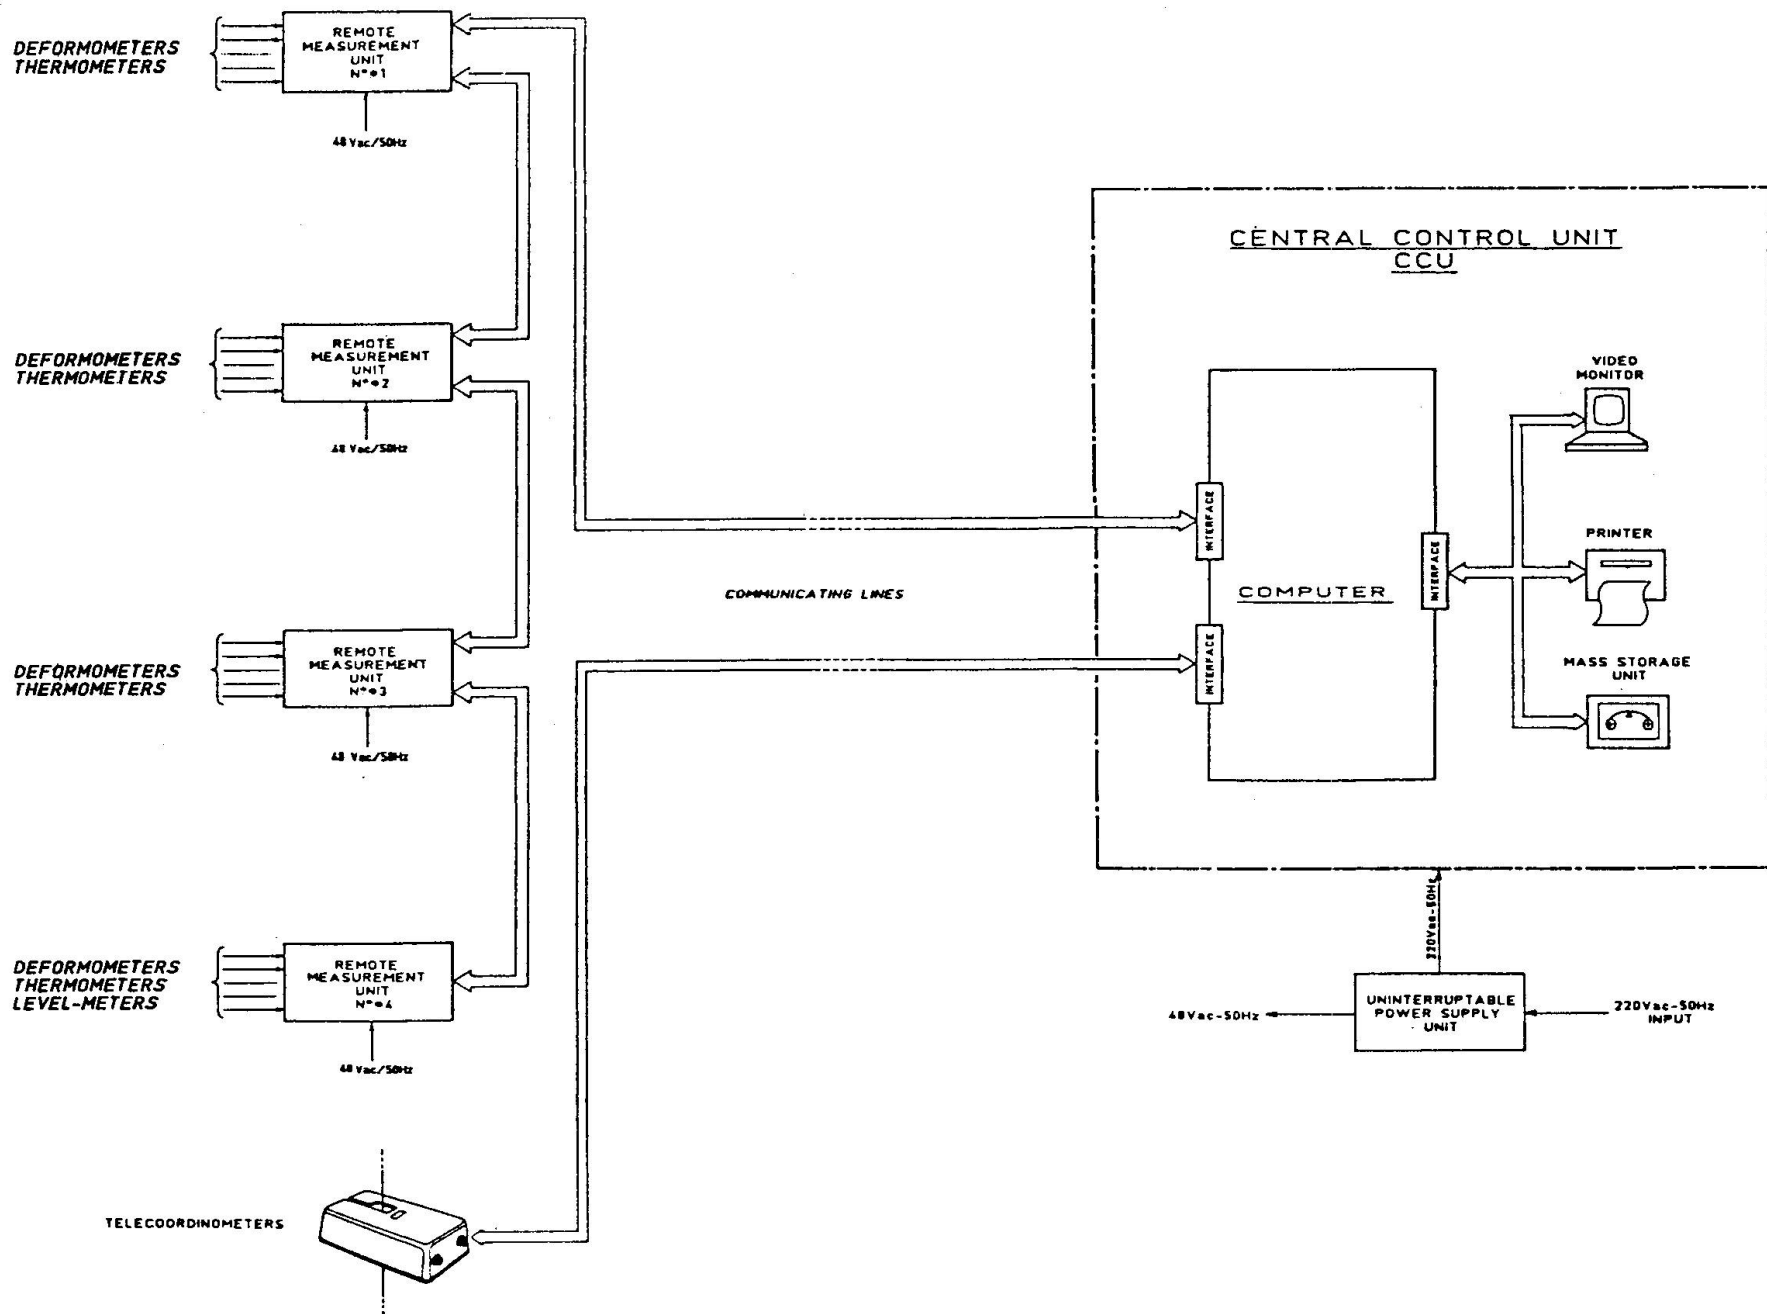 DEFORMOMETERS
THERMOMETERS
REMOTE
MEASUREMENT
UNIT
N°•1
48 Vac/50Hz
DEFORMOMETERS
THERMOMETERS
REMOTE
MEASUREMENT
UNIT
N°•2
48 Vac/50Hz
DEFORMOMETERS
THERMOMETERS
REMOTE
MEASUREMENT
UNIT
N°•3
48 Vac/50Hz
DEFORMOMETERS
THERMOMETERS
LEVEL-METERS
REMOTE
MEASUREMENT
UNIT
N°•4
48 Vac/50Hz
TELECOORDINOMETERS
COMMUNICATING LINES
CENTRAL CONTROL UNIT
CCU
INTERFACE
INTERFACE
COMPUTER
INTERFACE
VIDEO
MONITOR
PRINTER
MASS STORAGE
UNIT
220Vac-50Hz
48Vac-50Hz
UNINTERRUPTABLE
POWER SUPPLY
UNIT
220Vac-50Hz
INPUT